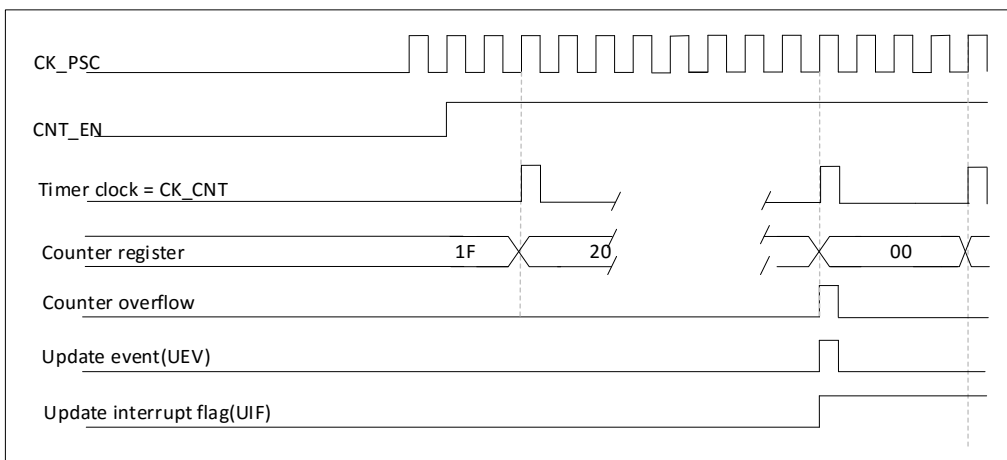 CK_PSC
CNT_EN
Timer clock = CK_CNT
Counter register 1F 20 00
Counter overflow
Update event(UEV)
Update interrupt flag(UIF)